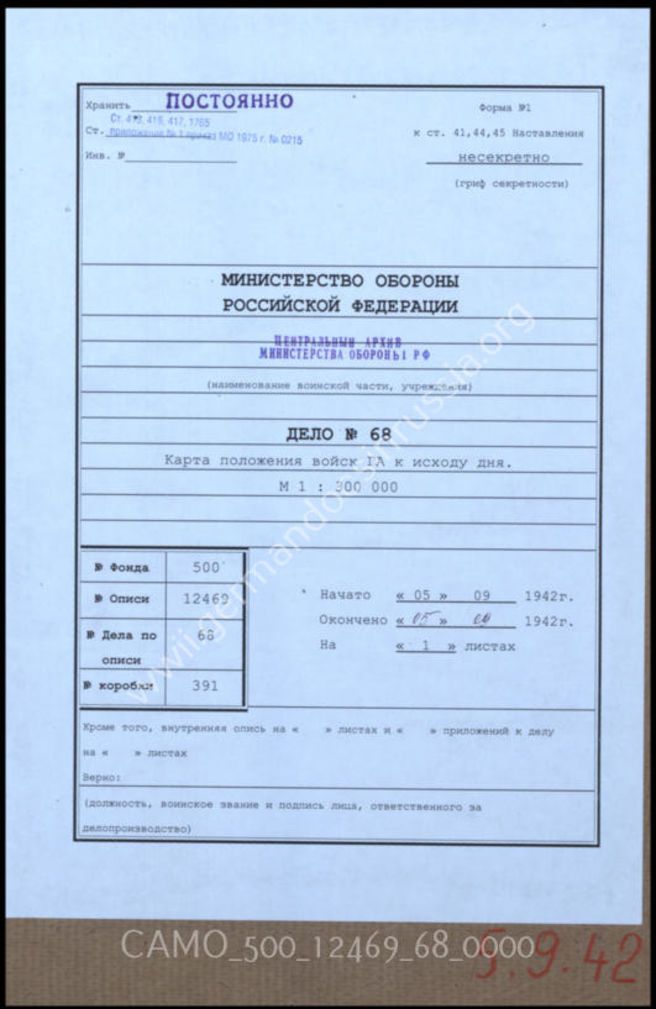 Хранить ПОСТОЯННО
Ст. 415, 416, 417, 1765
Ст. приложение № 1 приказ МО 1975 г. № 0215
Инв. №
Форма №1
к ст. 41,44,45 Наставления
несекретно
(гриф секретности)
МИНИСТЕРСТВО ОБОРОНЫ
РОССИЙСКОЙ ФЕДЕРАЦИИ
ЦЕНТРАЛЬНЫЙ АРХИВ
МИНИСТЕРСТВА ОБОРОНЫ РФ
(наименование воинской части, учреждения)
ДЕЛО № 68
Карта положения войск ГА к исходу дня.
М 1 : 300 000
№ Фонда 500
№ Описи 12469
№ Дела по 68
описи
№ коробки 391
Начато « 05 » 09 1942г.
Окончено « 05 » 09 1942г.
На « 1 » листах
Кроме того, внутренняя опись на « » листах и « » приложений к делу
на « » листах
Верно:
(должность, воинское звание и подпись лица, ответственного за
делопроизводство)
www.germandocsinrussia.org
CAMO_500_12469_68_0000
5.9.42